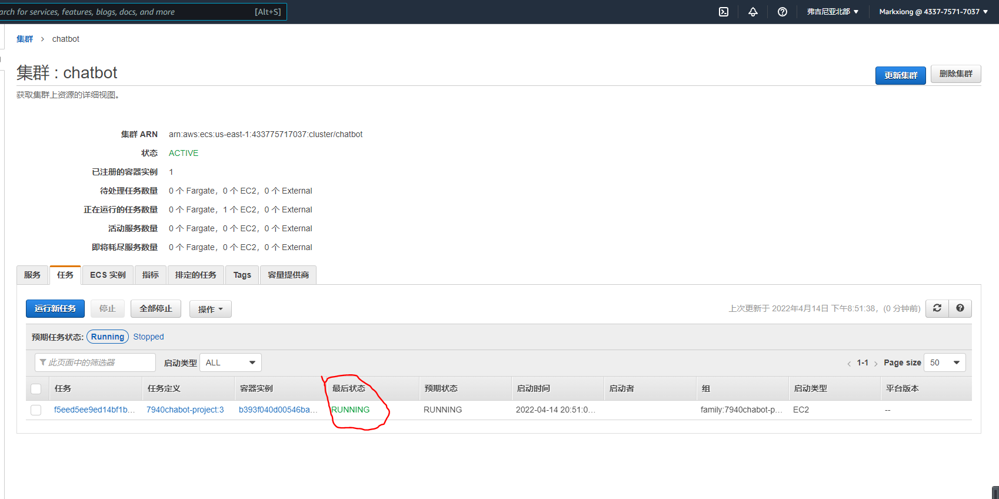 arch for services, features, blogs, docs, and more [Alt+S] 弗吉尼亚北部 Markxiong @ 4337-7571-7037
集群 > chatbot
集群 : chatbot 更新集群 删除集群
获取集群上资源的详细视图。
集群 ARN arn:aws:ecs:us-east-1:433775717037:cluster/chatbot
状态 ACTIVE
已注册的容器实例 1
待处理任务数量 0 个 Fargate，0 个 EC2，0 个 External
正在运行的任务数量 0 个 Fargate，1 个 EC2，0 个 External
活动服务数量 0 个 Fargate，0 个 EC2，0 个 External
即将耗尽服务数量 0 个 Fargate，0 个 EC2，0 个 External
服务 任务 ECS 实例 指标 排定的任务 Tags 容量提供商
运行新任务 停止 全部停止 操作 上次更新于 2022年4月14日 下午8:51:38，(0 分钟前)
预期任务状态: Running Stopped
此页面中的筛选器 启动类型 ALL < 1-1 > Page size 50
任务 任务定义 容器实例 最后状态 预期状态 启动时间 启动者 组 启动类型 平台版本
f5eed5ee9ed14bf1b... 7940chabot-project:3 b393f040d00546ba... RUNNING RUNNING 2022-04-14 20:51:0... family:7940chabot-p... EC2 --